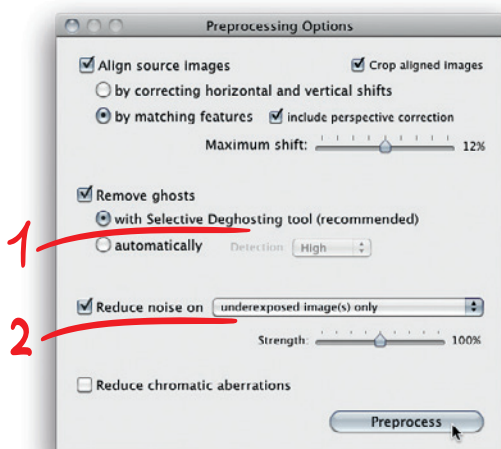 Preprocessing Options
Align source images Crop aligned images
by correcting horizontal and vertical shifts
by matching features include perspective correction
Maximum shift: 12%
Remove ghosts
1 with Selective Deghosting tool (recommended)
automatically Detection High
Reduce noise on underexposed image(s) only
2 Strength: 100%
Reduce chromatic aberrations
Preprocess